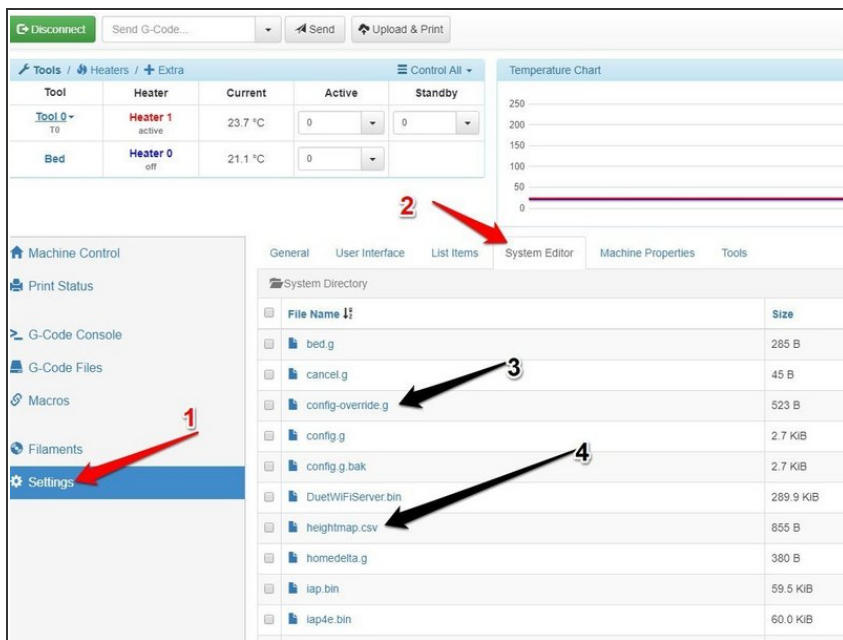 Disconnect Send G-Code... Send Upload & Print
Tools / Heaters / Extra Control All
Tool Heater Current Active Standby
Tool 0 Heater 1 23.7 °C 0 0
T0 active
Bed Heater 0 21.1 °C 0
off
Temperature Chart
250
200
150
100
50
0
2
Machine Control
Print Status
G-Code Console
G-Code Files
Macros
1
Filaments
Settings
General User Interface List Items System Editor Machine Properties Tools
System Directory
File Name Size
bed.g 285 B
cancel.g 45 B
3
config-override.g 523 B
config.g 2.7 KiB
4
config.g.bak 2.7 KiB
DuetWiFiServer.bin 289.9 KiB
heightmap.csv 855 B
homedelta.g 380 B
iap.bin 59.5 KiB
iap4e.bin 60.0 KiB